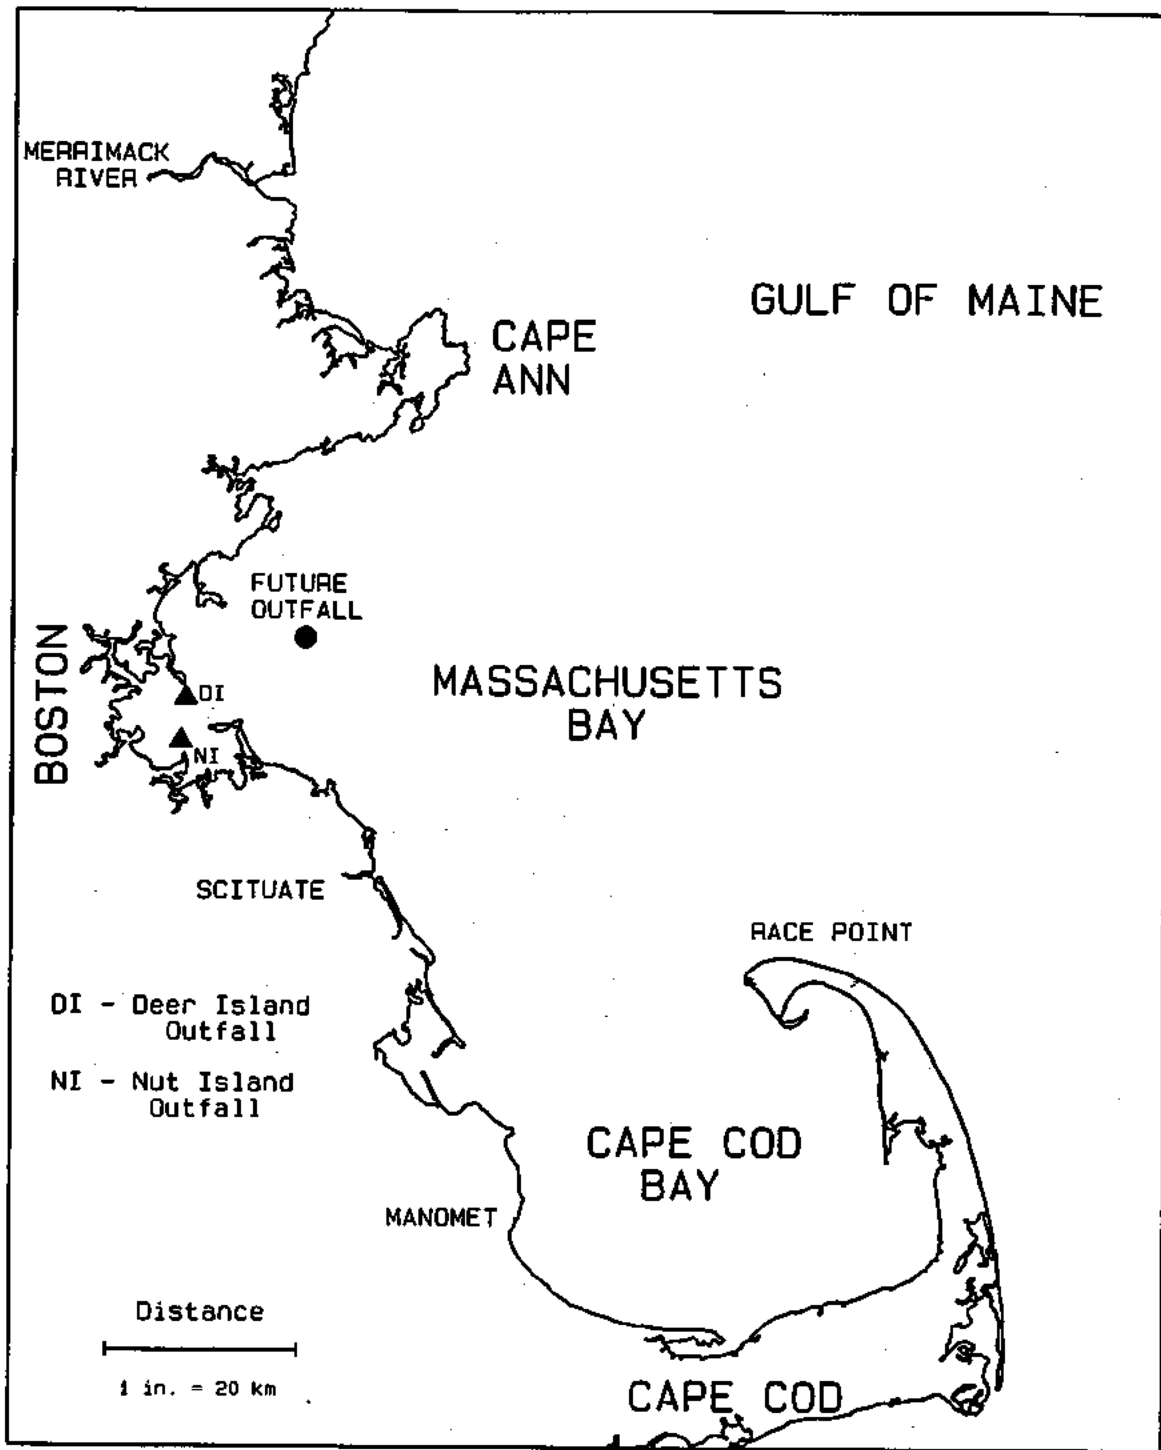 MERRIMACK
RIVER
GULF OF MAINE
CAPE
ANN
FUTURE
OUTFALL
BOSTON
DI
NI
MASSACHUSETTS
BAY
SCITUATE
RACE POINT
DI - Deer Island
Outfall
NI - Nut Island
Outfall
CAPE COD
BAY
MANOMET
Distance
1 in. = 20 km
CAPE COD